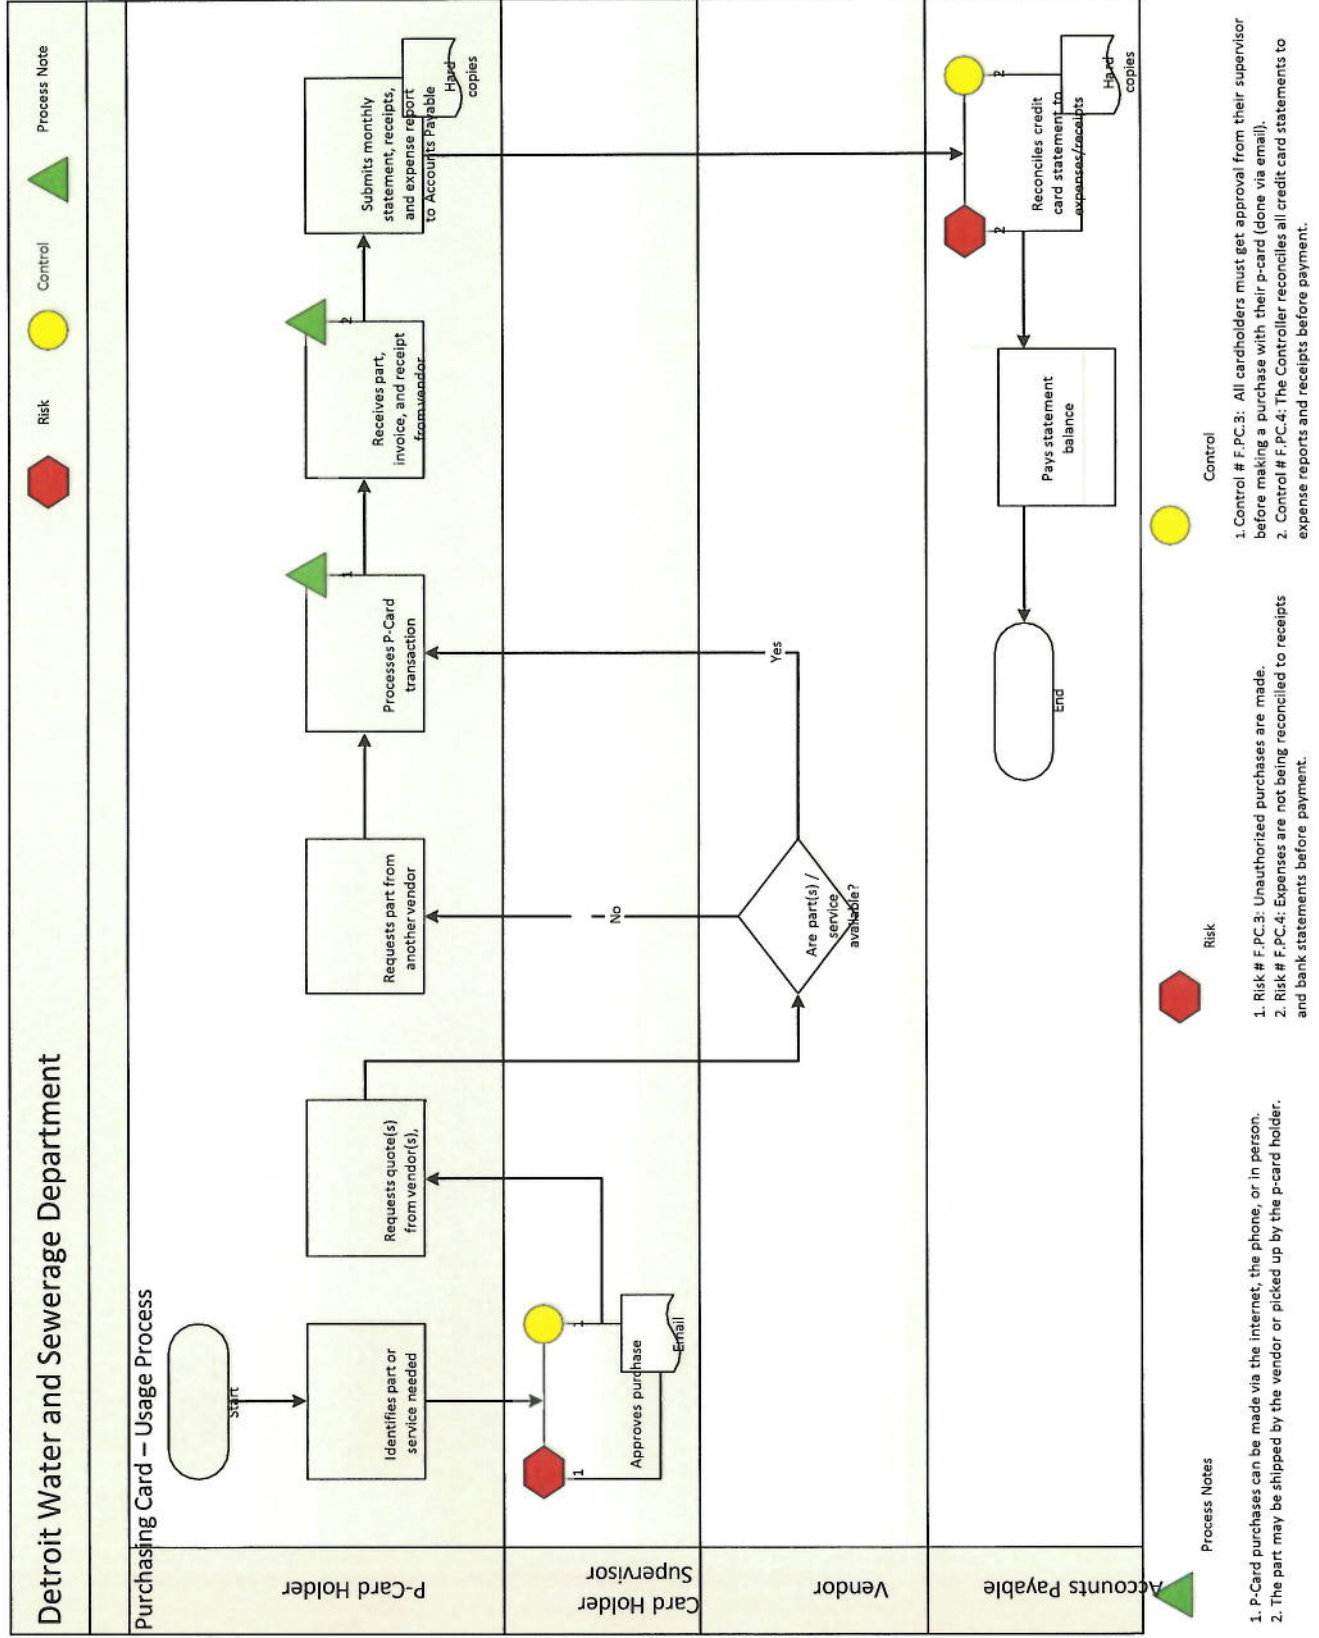 Detroit Water and Sewerage Department
Risk
Control
Process Note
Purchasing Card – Usage Process
P-Card Holder
Start
Identifies part or
service needed
Requests quote(s)
from vendor(s),
Requests part from
another vendor
Processes P-Card
transaction
1
Receives part,
invoice, and receipt
from vendor
2
Submits monthly
statement, receipts,
and expense report
to Accounts Payable
Hard
copies
Card Holder
Supervisor
1
Approves purchase
1
Email
No
Vendor
Are part(s) /
service
available?
Yes
Accounts Payable
End
Pays statement
balance
2
Reconciles credit
card statement to
expenses/receipts
2
Hard
copies
Process Notes
1. P-Card purchases can be made via the internet, the phone, or in person.
2. The part may be shipped by the vendor or picked up by the p-card holder.
Risk
1. Risk # F.PC.3: Unauthorized purchases are made.
2. Risk # F.PC.4: Expenses are not being reconciled to receipts
and bank statements before payment.
Control
1. Control # F.PC.3: All cardholders must get approval from their supervisor
before making a purchase with their p-card (done via email).
2. Control # F.PC.4: The Controller reconciles all credit card statements to
expense reports and receipts before payment.